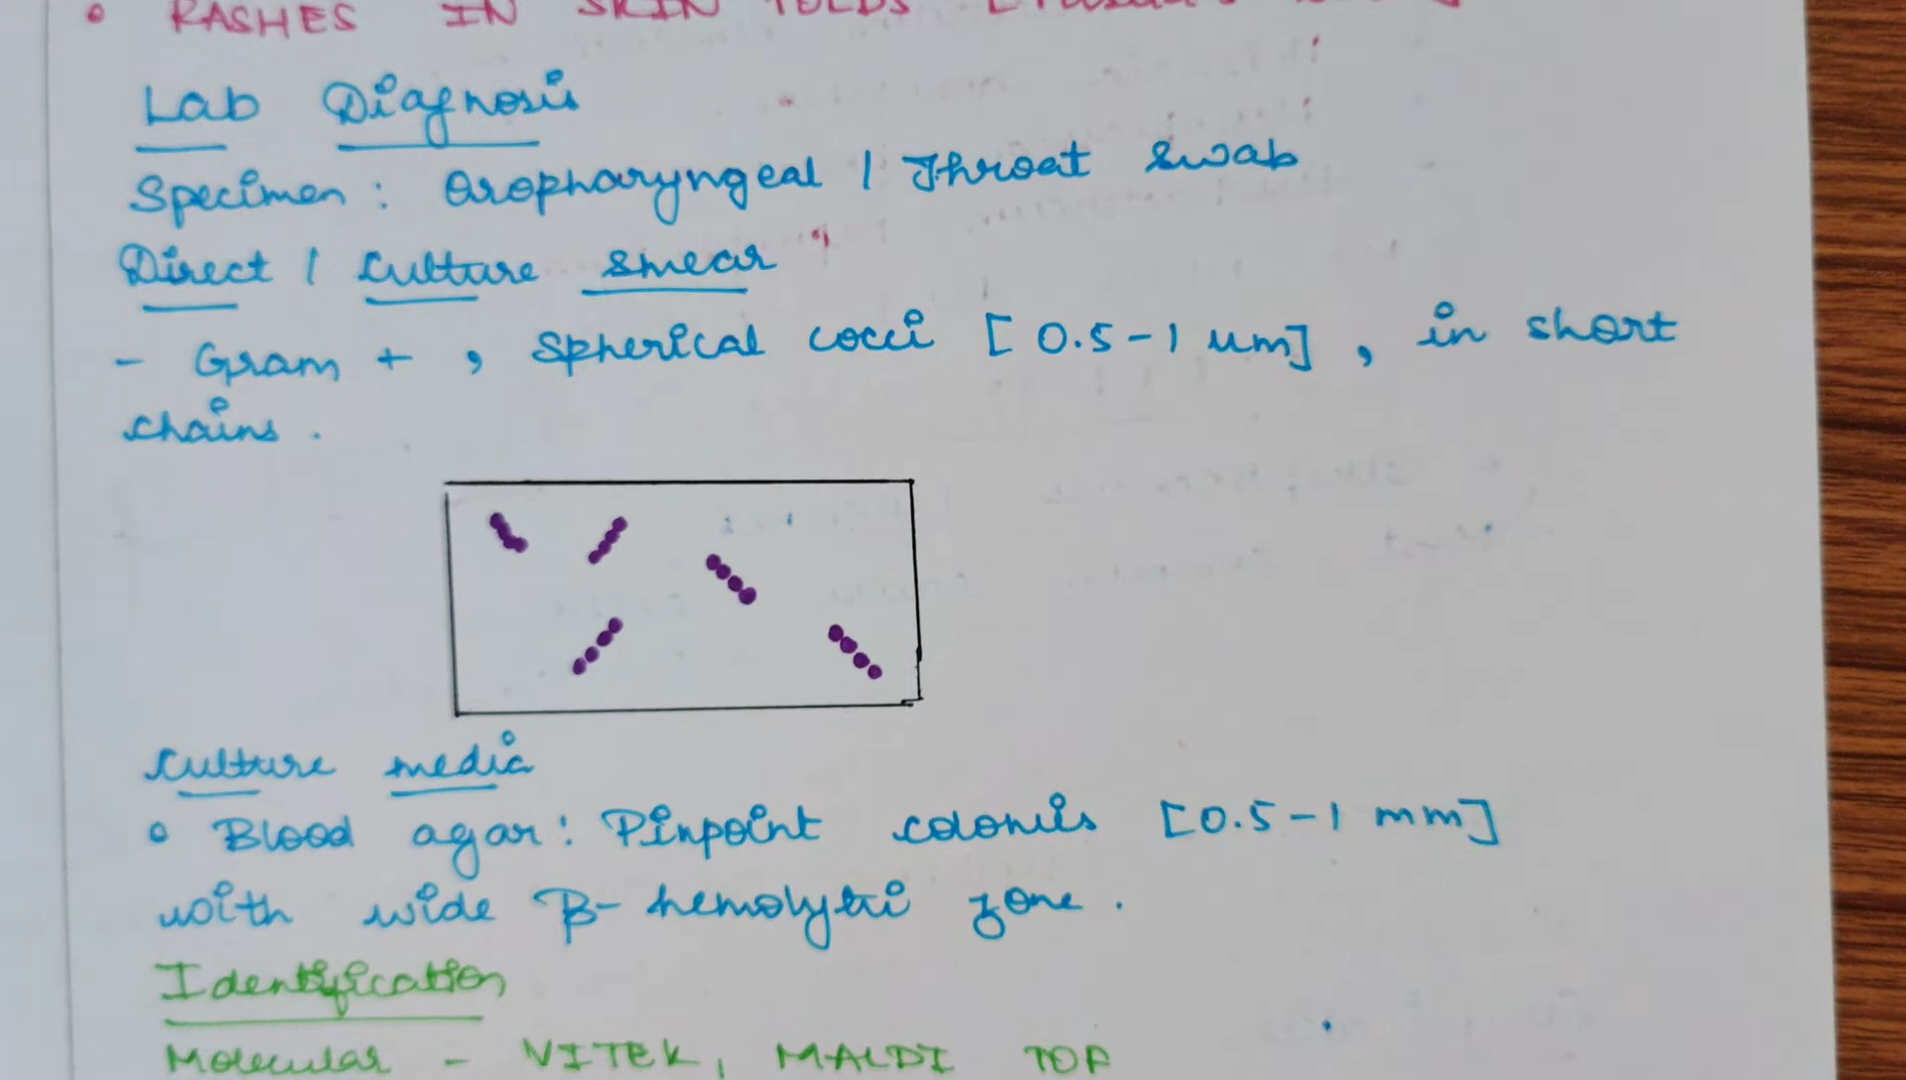 • RASHES IN SKIN FOLDS
Lab Diagnosis
Specimen: Oropharyngeal / Throat swab
Direct / Culture smear
- Gram + , Spherical cocci [0.5-1 um], in short
chains.
Culture media
• Blood agar: Pinpoint colonies [0.5-1 mm]
with wide β-hemolytic zone.
Identification
Molecular - VITEK, MALDI TOF